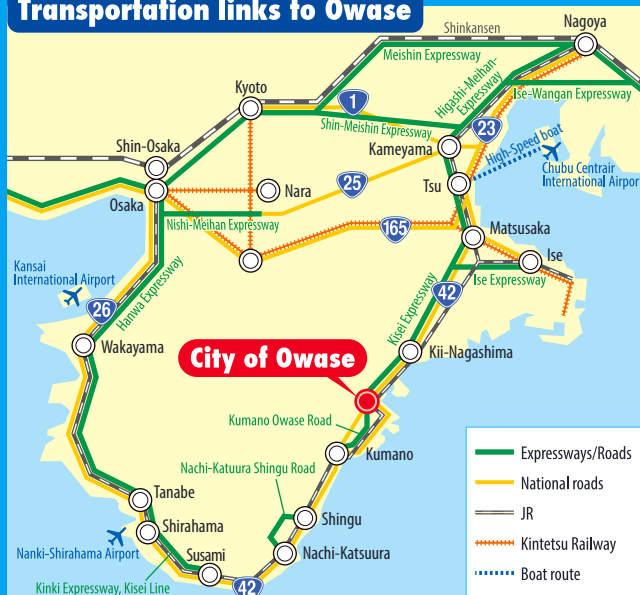 Transportation links to Owase
Shinkansen
Nagoya
Meishin Expressway
Higashi-Meihan-
Expressway
Ise-Wangan Expressway
Kyoto
1
Shin-Meishin Expressway
23
High-Speed boat
Shin-Osaka
Kameyama
Chubu Centrair
International Airport
Osaka
Nara
25
Tsu
Nishi-Meihan Expressway
165
Matsusaka
Kansai
International Airport
Ise
Ise Expressway
26
Hanwa Expressway
Kisei Expressway
42
Wakayama
City of Owase
Kii-Nagashima
Kumano Owase Road
Kumano
Nachi-Katuura Shingu Road
Tanabe
Shingu
Shirahama
Nanki-Shirahama Airport
Susami
Nachi-Katsuura
Kinki Expressway, Kisei Line
42
Expressways/Roads
National roads
JR
Kintetsu Railway
Boat route